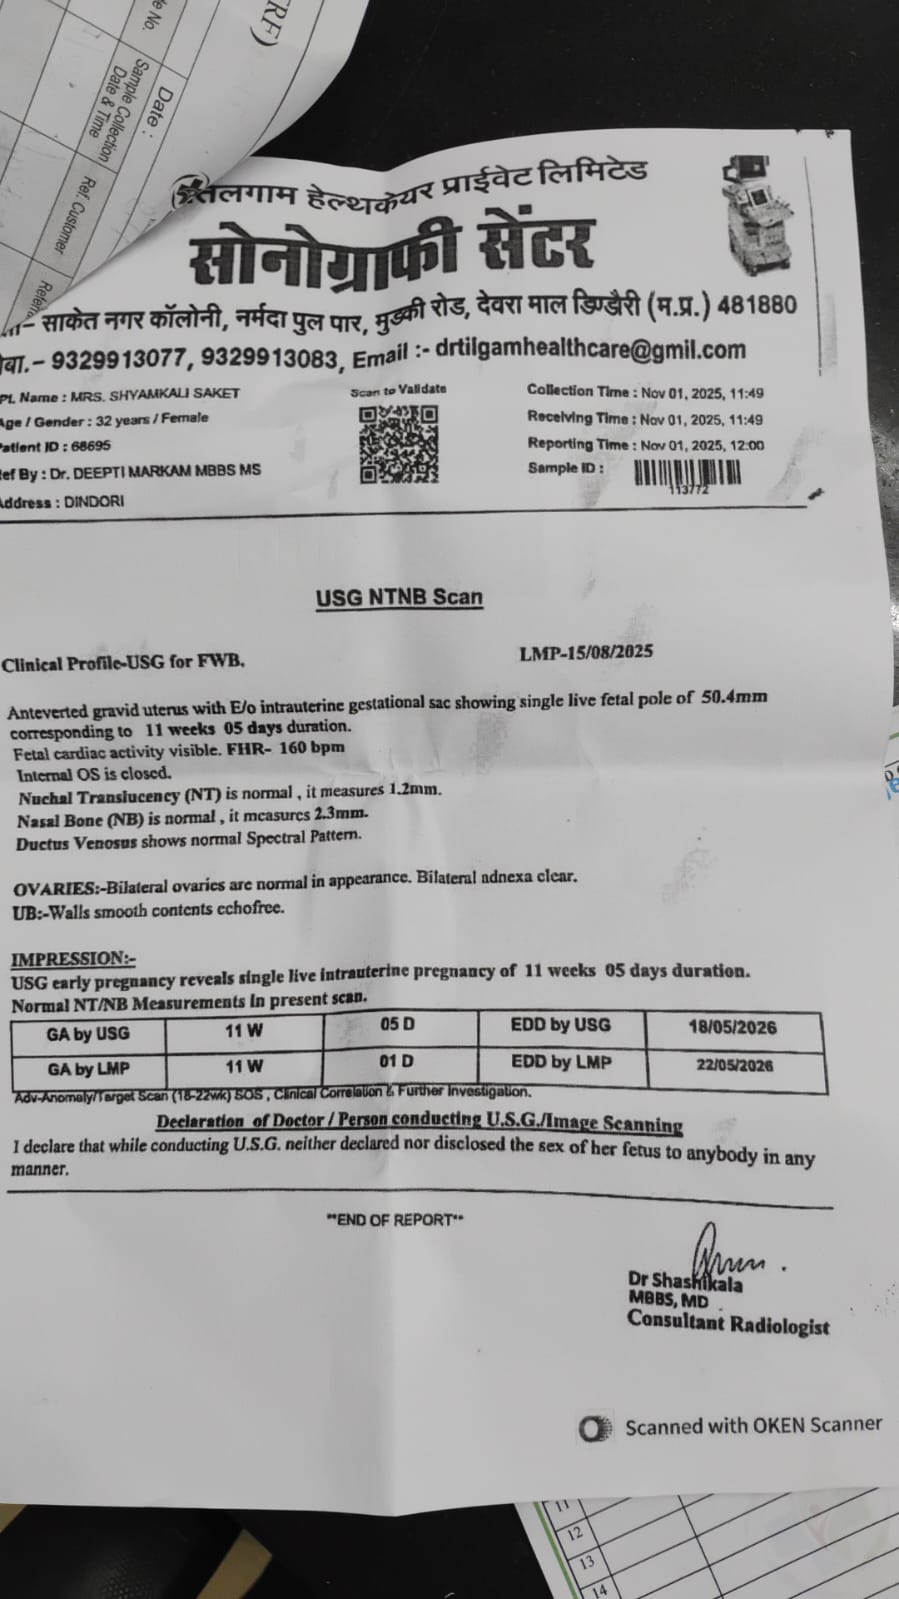 RF)
le No.
Date :
Sample Collection
Date & Time
Ref. Customer
तिलगाम हेल्थकेयर प्राईवेट लिमिटेड
सोनोग्राफी सेंटर
साकेत नगर कॉलोनी, नर्मदा पुल पार, मुड़की रोड, देवरा माल डिण्डौरी (म.प्र.) 481880
मोबा.- 9329913077, 9329913083, Email :- drtilgamhealthcare@gmil.com
Pt. Name : MRS. SHYAMKALI SAKET
Age / Gender : 32 years / Female
Patient ID : 68695
Ref By : Dr. DEEPTI MARKAM MBBS MS
Address : DINDORI
Scan to Validate
Collection Time : Nov 01, 2025, 11:49
Receiving Time : Nov 01, 2025, 11:49
Reporting Time : Nov 01, 2025, 12:00
Sample ID :
113772
USG NTNB Scan
Clinical Profile-USG for FWB. LMP-15/08/2025
Anteverted gravid uterus with E/o intrauterine gestational sac showing single live fetal pole of 50.4mm
corresponding to 11 weeks 05 days duration.
Fetal cardiac activity visible. FHR- 160 bpm
Internal OS is closed.
Nuchal Translucency (NT) is normal , it measures 1.2mm.
Nasal Bone (NB) is normal , it measures 2.3mm.
Ductus Venosus shows normal Spectral Pattern.
OVARIES:-Bilateral ovaries are normal in appearance. Bilateral adnexa clear.
UB:-Walls smooth contents echofree.
IMPRESSION:-
USG early pregnancy reveals single live intrauterine pregnancy of 11 weeks 05 days duration.
Normal NT/NB Measurements In present scan.
GA by USG 11 W 05 D EDD by USG 18/05/2026
GA by LMP 11 W 01 D EDD by LMP 22/05/2026
Adv-Anomely/Target Scan (18-22wk) SOS , Clinical Correlation & Further Investigation.
Declaration of Doctor / Person conducting U.S.G./Image Scanning
I declare that while conducting U.S.G. neither declared nor disclosed the sex of her fetus to anybody in any
manner.
**END OF REPORT**
Dr Shashikala
MBBS, MD
Consultant Radiologist
Scanned with OKEN Scanner
11
12
13
14